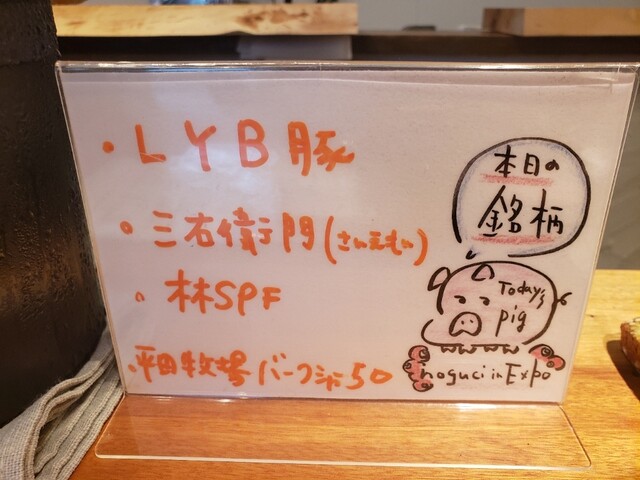 ・LYB豚
・三右衛門(さんえもん)
・林SPF
・平田牧場 バークシャー50
本日の
銘柄
Today's
pig
noguci in Expo